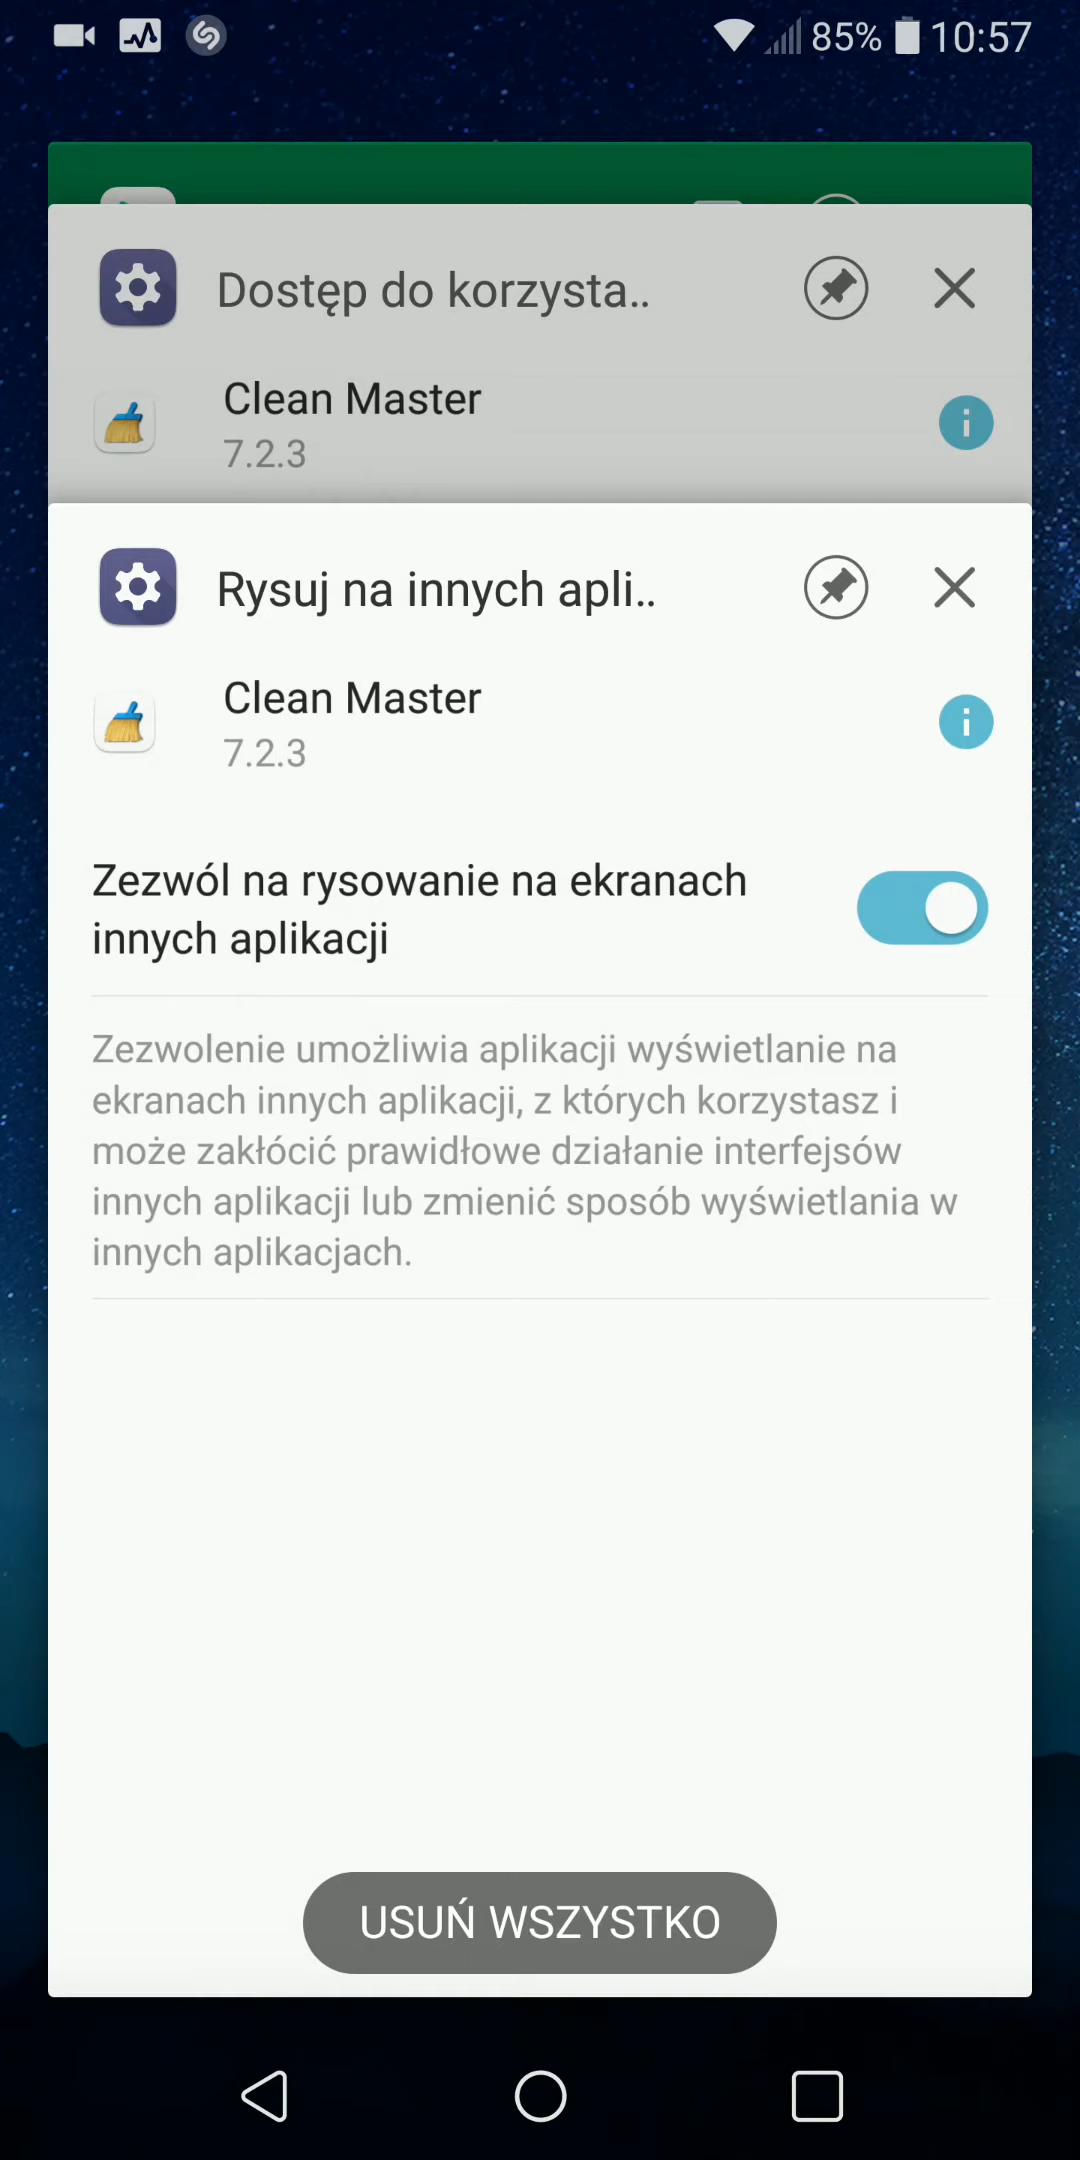 85% 10:57
Dostęp do korzysta..
Clean Master
7.2.3
Rysuj na innych apli..
Clean Master
7.2.3
Zezwól na rysowanie na ekranach
innych aplikacji
Zezwolenie umożliwia aplikacji wyświetlanie na
ekranach innych aplikacji, z których korzystasz i
może zakłócić prawidłowe działanie interfejsów
innych aplikacji lub zmienić sposób wyświetlania w
innych aplikacjach.
USUŃ WSZYSTKO